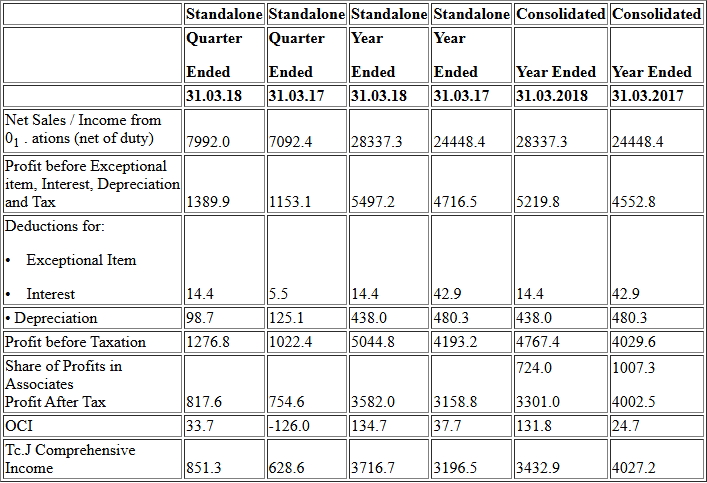 Standalone Standalone Standalone Standalone Consolidated Consolidated
Quarter Quarter Year Year
Ended Ended Ended Ended Year Ended Year Ended
31.03.18 31.03.17 31.03.18 31.03.17 31.03.2018 31.03.2017
Net Sales / Income from
01 . ations (net of duty) 7992.0 7092.4 28337.3 24448.4 28337.3 24448.4
Profit before Exceptional
item, Interest, Depreciation
and Tax 1389.9 1153.1 5497.2 4716.5 5219.8 4552.8
Deductions for:
• Exceptional Item
• Interest 14.4 5.5 14.4 42.9 14.4 42.9
• Depreciation 98.7 125.1 438.0 480.3 438.0 480.3
Profit before Taxation 1276.8 1022.4 5044.8 4193.2 4767.4 4029.6
Share of Profits in 724.0 1007.3
Associates
Profit After Tax 817.6 754.6 3582.0 3158.8 3301.0 4002.5
OCI 33.7 -126.0 134.7 37.7 131.8 24.7
Tc.J Comprehensive
Income 851.3 628.6 3716.7 3196.5 3432.9 4027.2